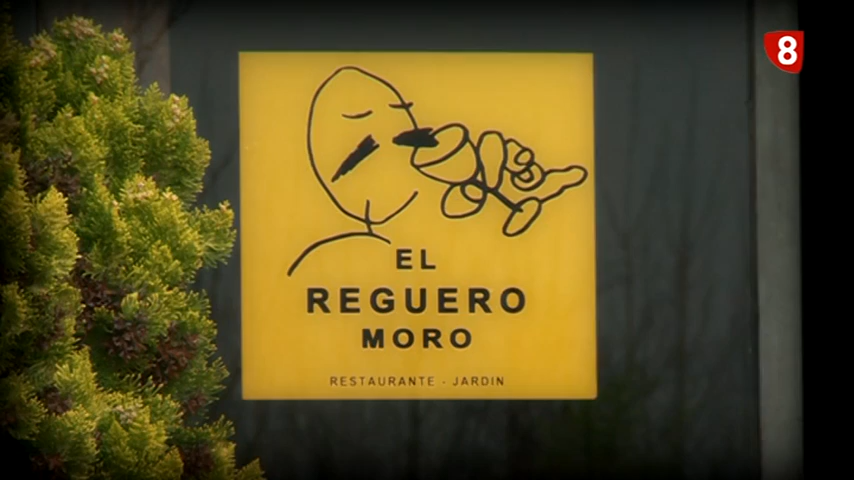 8
EL
REGUERO
MORO
RESTAURANTE - JARDIN